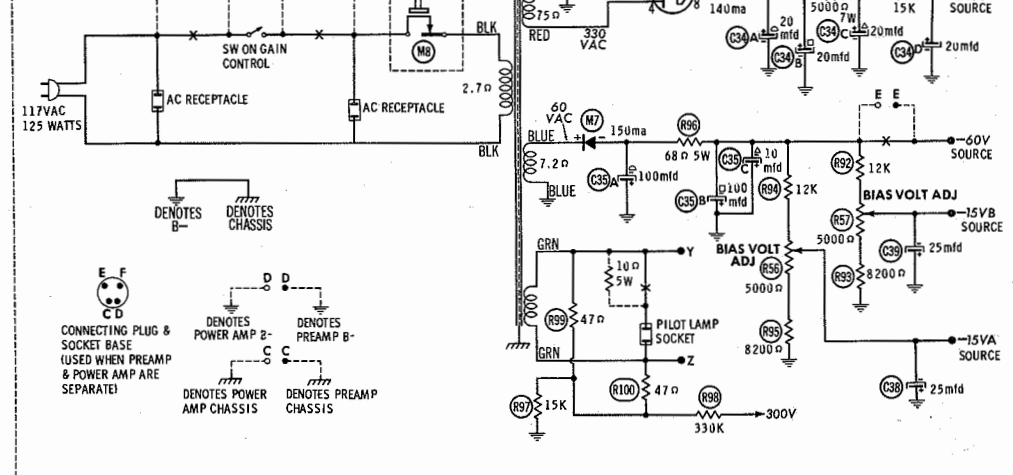 75Ω
RED
330
VAC
4
140ma
20
mfd
C34 A
5000Ω
7W
C34 B
20mfd
C34 C
20mfd
15K
SOURCE
C34 D
20mfd
SW ON GAIN
CONTROL
M8
BLK
2.7Ω
AC RECEPTACLE
AC RECEPTACLE
117VAC
125 WATTS
BLK
60
VAC
BLUE
+
M7
-
150ma
R96
68Ω 5W
7.2Ω
BLUE
C35 A
100mfd
C35 B
100
mfd
C35 C
10
mfd
R94
12K
E E
-60V
SOURCE
R92
12K
BIAS VOLT ADJ
R57
5000Ω
-15VB
SOURCE
C39
25mfd
R93
8200Ω
DENOTES
B-
DENOTES
CHASSIS
GRN
Y
10Ω
5W
BIAS VOLT
ADJ
R56
5000Ω
E F
C D
CONNECTING PLUG &
SOCKET BASE
(USED WHEN PREAMP
& POWER AMP ARE
SEPARATE)
D D
DENOTES
POWER AMP B-
DENOTES
PREAMP B-
C C
DENOTES POWER
AMP CHASSIS
DENOTES PREAMP
CHASSIS
R99
47Ω
PILOT LAMP
SOCKET
GRN
Z
R95
8200Ω
-15VA
SOURCE
C38
25mfd
R97
15K
R100
47Ω
R98
330K
300V